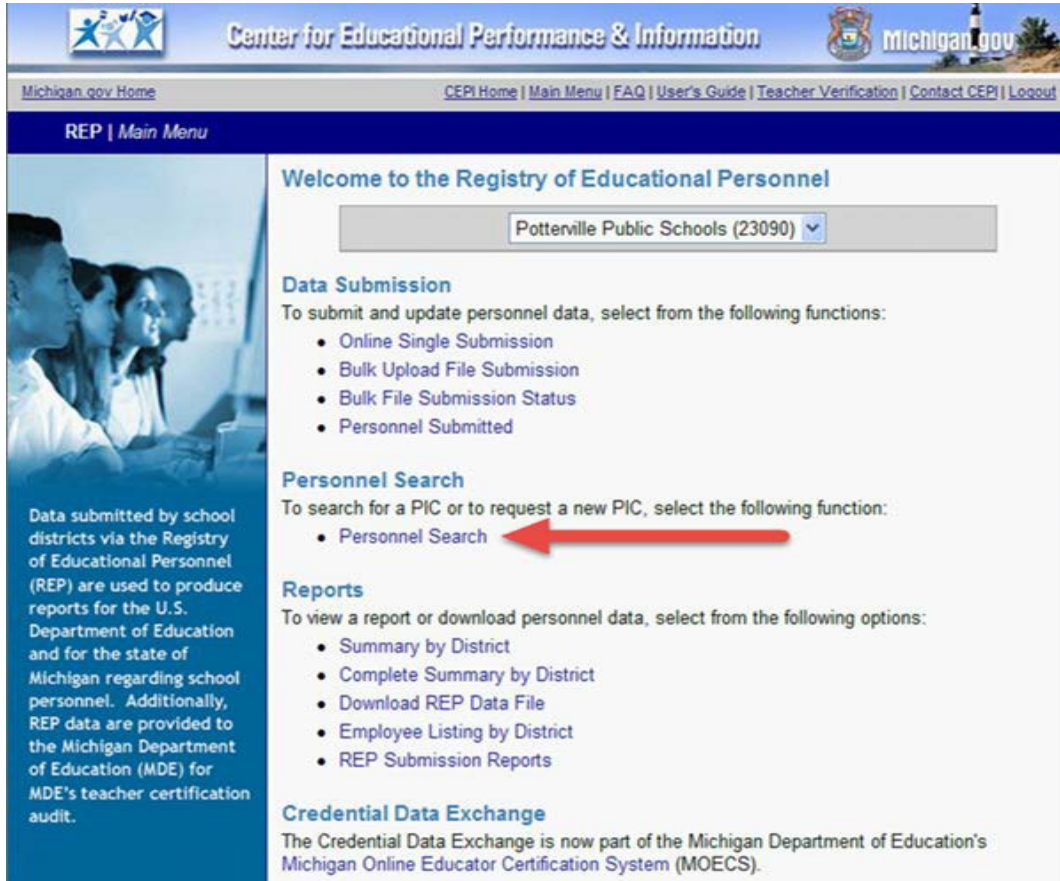 Center for Educational Performance & Information
Michigan.gov
Michigan.gov Home
CEPI Home | Main Menu | FAQ | User's Guide | Teacher Verification | Contact CEPI | Logout
REP | Main Menu
Welcome to the Registry of Educational Personnel
Potterville Public Schools (23090)
Data Submission
To submit and update personnel data, select from the following functions:
• Online Single Submission
• Bulk Upload File Submission
• Bulk File Submission Status
• Personnel Submitted
Personnel Search
To search for a PIC or to request a new PIC, select the following function:
• Personnel Search
Reports
To view a report or download personnel data, select from the following options:
• Summary by District
• Complete Summary by District
• Download REP Data File
• Employee Listing by District
• REP Submission Reports
Credential Data Exchange
The Credential Data Exchange is now part of the Michigan Department of Education's
Michigan Online Educator Certification System (MOECS).
Data submitted by school
districts via the Registry
of Educational Personnel
(REP) are used to produce
reports for the U.S.
Department of Education
and for the state of
Michigan regarding school
personnel. Additionally,
REP data are provided to
the Michigan Department
of Education (MDE) for
MDE's teacher certification
audit.